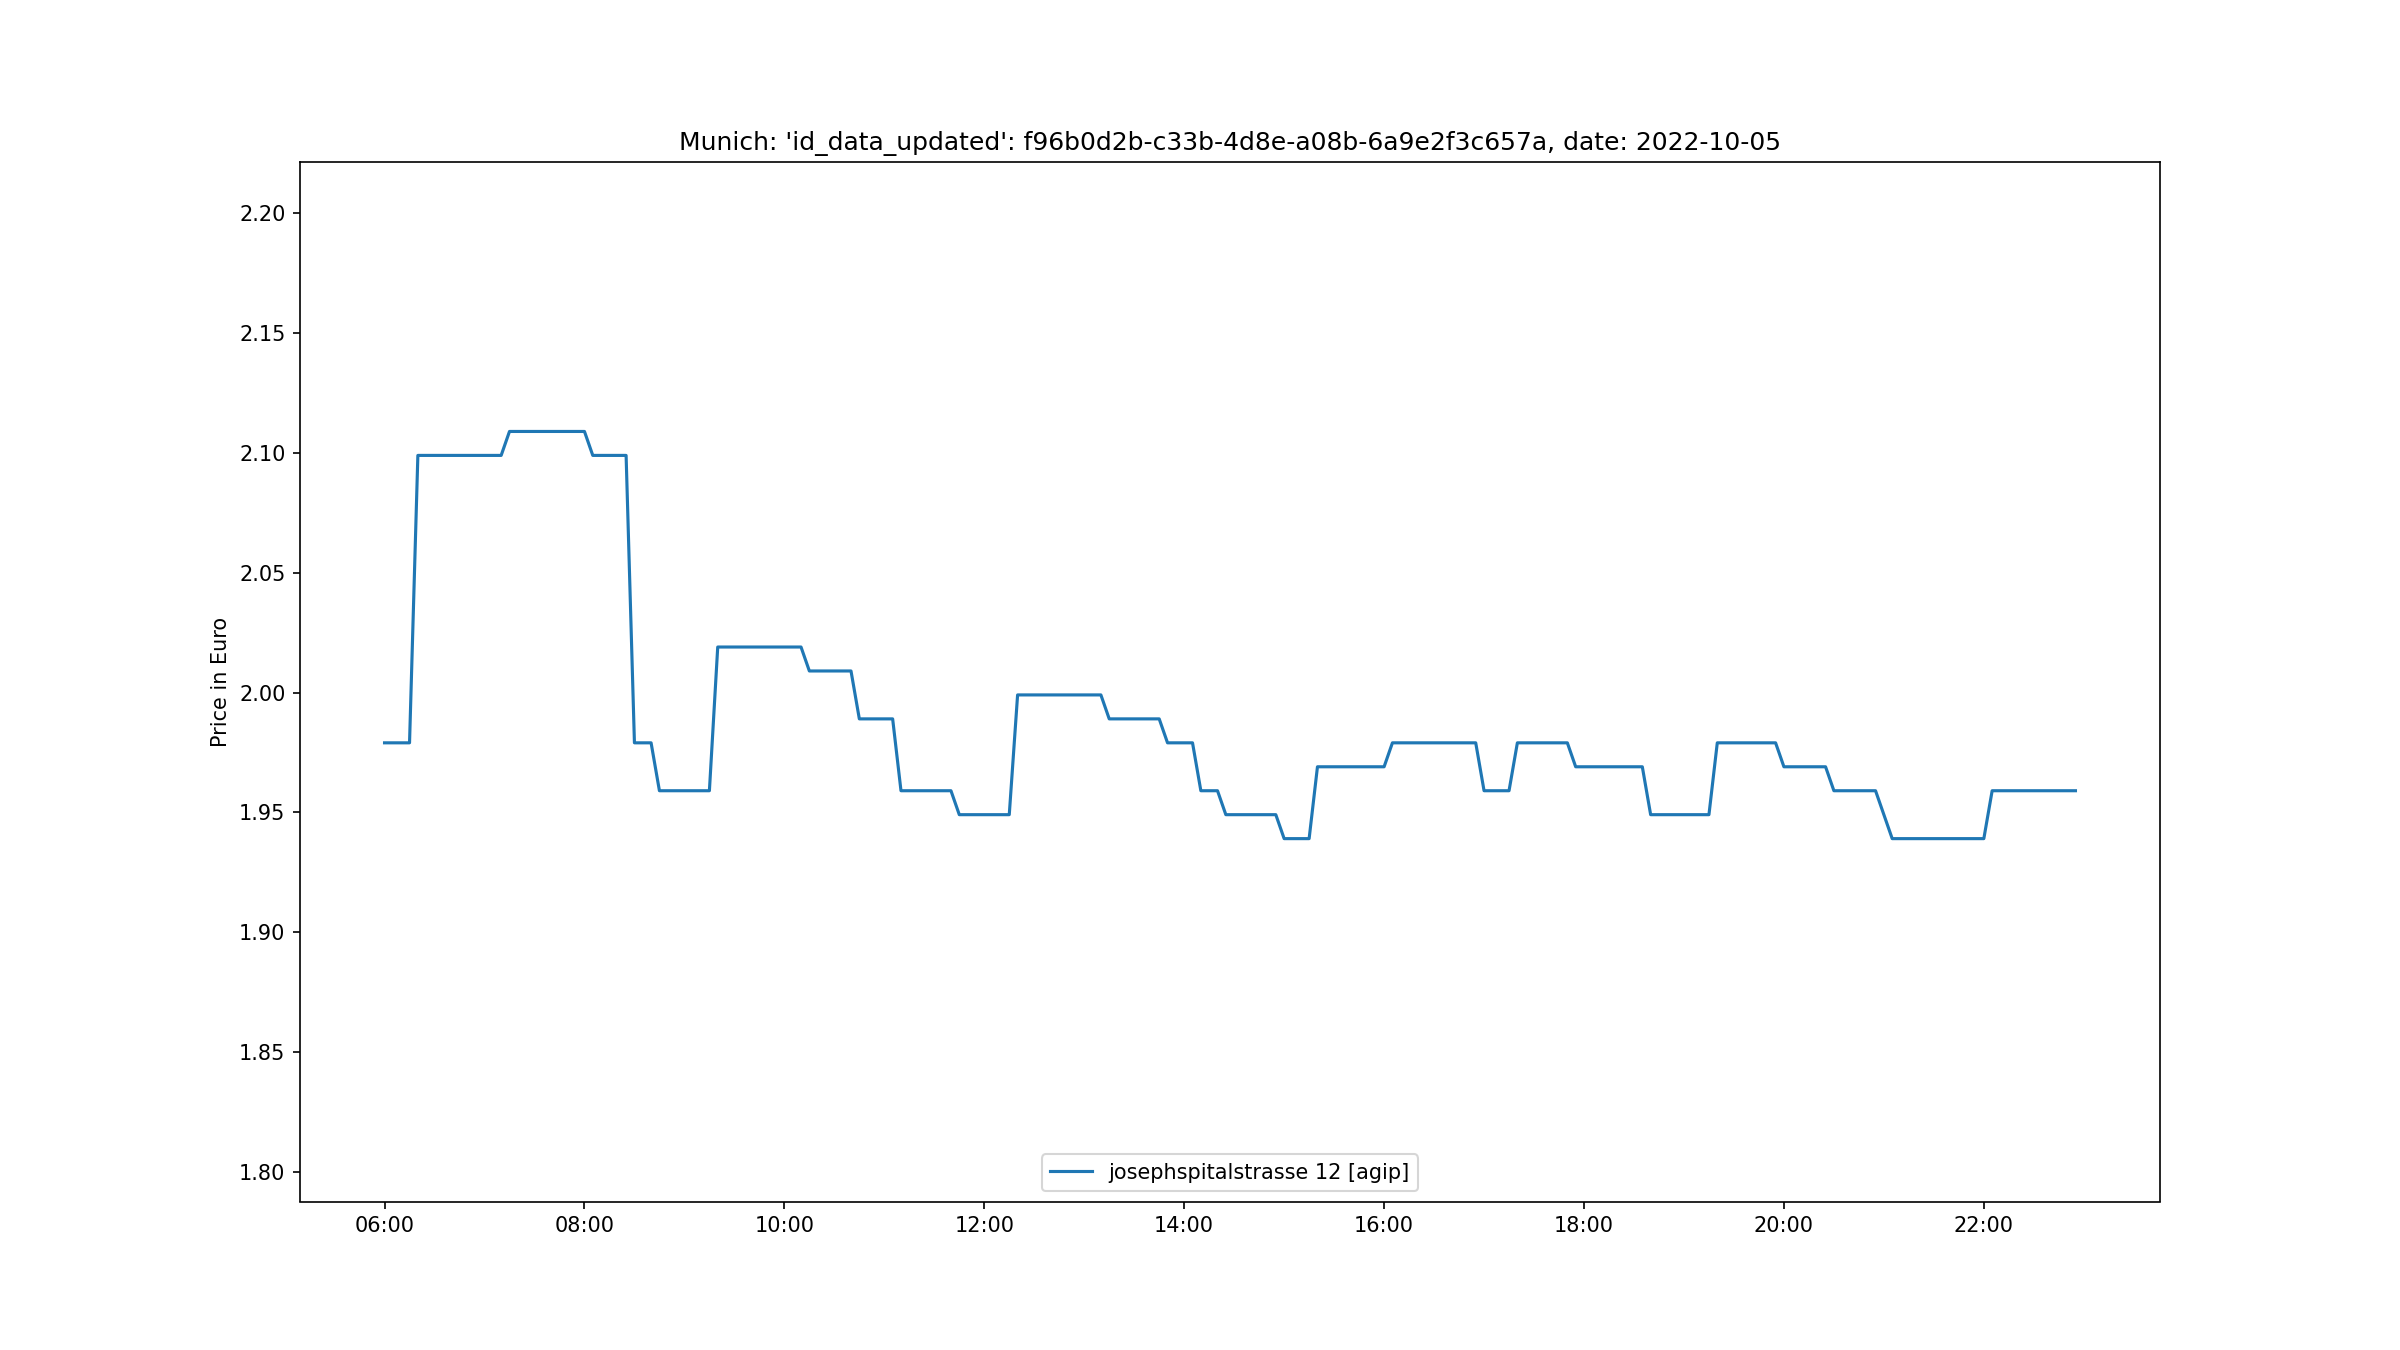 Munich: 'id_data_updated': f96b0d2b-c33b-4d8e-a08b-6a9e2f3c657a, date: 2022-10-05
Price in Euro
2.20
2.15
2.10
2.05
2.00
1.95
1.90
1.85
1.80
josephspitalstrasse 12 [agip]
06:00 08:00 10:00 12:00 14:00 16:00 18:00 20:00 22:00